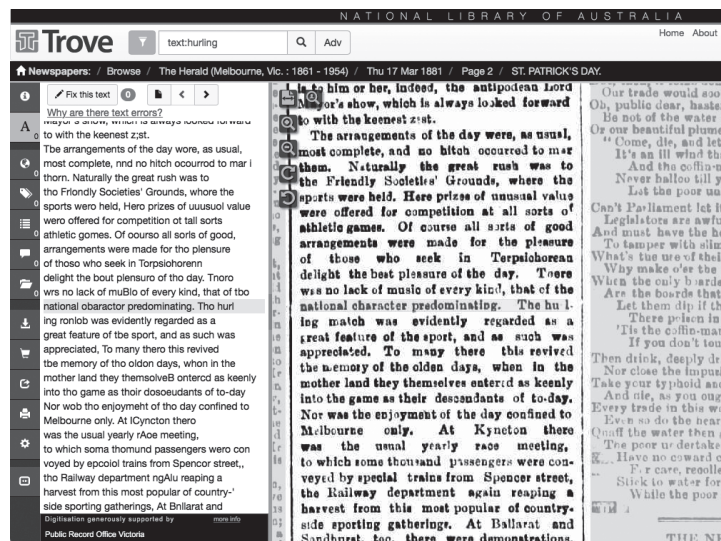 NATIONAL LIBRARY OF AUSTRALIA
Trove
text:hurling
Adv
Home About
Newspapers: / Browse / The Herald (Melbourne, Vic. : 1861 - 1954) / Thu 17 Mar 1881 / Page 2 / ST. PATRICK'S DAY.
Fix this text 0
Why are there text errors?
to with the keenest z;st.
Tbe arrangements of the day wore, as usual,
most complete, nnd no hitch ocourrod to mar i
thorn. Naturally the great rush was to
the Frlondly Socletles' Grounds, whore the
sports wero held, Hero prizes of uuusuol value
wero offered for competition ot tall sorts
athletic gomes. Of oourso all sorls of good,
arrangements were made for tho plensure
of thoso who seek in Torpsiohorenn
delight the bout plensuro of tho day. Tnoro
wrs no lack of muBlo of every kind, that of tbo
national obaractor predominating. Tho hurl
ing ronlob was evidently regarded as a
great feature of the sport, and as such was
appreciated, To many thero this revived
the memory of tho oldon days, whon in the
mother land they themsolveB ontercd as keenly
into the game as thoir dosoeudants of to-day
Nor wob tho enjoyment of tho day confined to
Melbourne only. At lCyncton there
was the usual yearly rAoe meeting,
to which soma thomund passengers were con
voyed by epcoiol trains from Spencor street,,
the Railway department ngAlu reaping a
harvest from this most popular of country-'
side sporting gatherings, At Bnllarat and
Digitisation generously supported by more info
Public Record Office Victoria
to him or her, indeed, the antipodean Lord
Mayor's show, which is always looked forward
to with the keenest zest.
The arrangements of the day were, as usual,
most complete, and no hitch occurred to mar
them. Naturally the great rush was to
the Friendly Societies' Grounds, where the
sports were held. Here prizes of unusual value
were offered for competition at all sorts of
athletic games. Of course all sorts of good
arrangements were made for the pleasure
of those who seek in Terpsichorean
delight the best pleasure of the day. There
was no lack of music of every kind, that of the
national character predominating. The hurl-
ing match was evidently regarded as a
great feature of the sport, and as such was
appreciated. To many there this revived
the memory of the olden days, when in the
mother land they themselves entered as keenly
into the game as their descendants of to-day.
Nor was the enjoyment of the day confined to
Melbourne only. At Kyneton there
was the usual yearly race meeting,
to which some thousand passengers were con-
veyed by special trains from Spencer street,
the Railway department again reaping a
harvest from this most popular of country-
side sporting gatherings. At Ballarat and
Sandhurst, too, there were demonstrations,
Our trade would soo
Oh, public dear, haste
Be not of the water
Or our beautiful plume
"Come, die, and let
It's an ill wind th
And the coffin-m
Never halloo till y
Let the poor un
Can't Parliament let i
Legislators are awfu
And must have the h
To tamper with slim
What's the use of thei
Why make o'er the
When the only boards
Are the boards that
Let them dip if th
There poison in
'Tis the coffin-ma
If you don't tou
Then drink, deeply dr
Nor close the impu
Take your typhoid an
And die, as you oug
Every trade in this w
Even so do the hear
Quaff the water then
The poor undertake
Have no coward c
For care, recolle
Stick to water for
While the poor